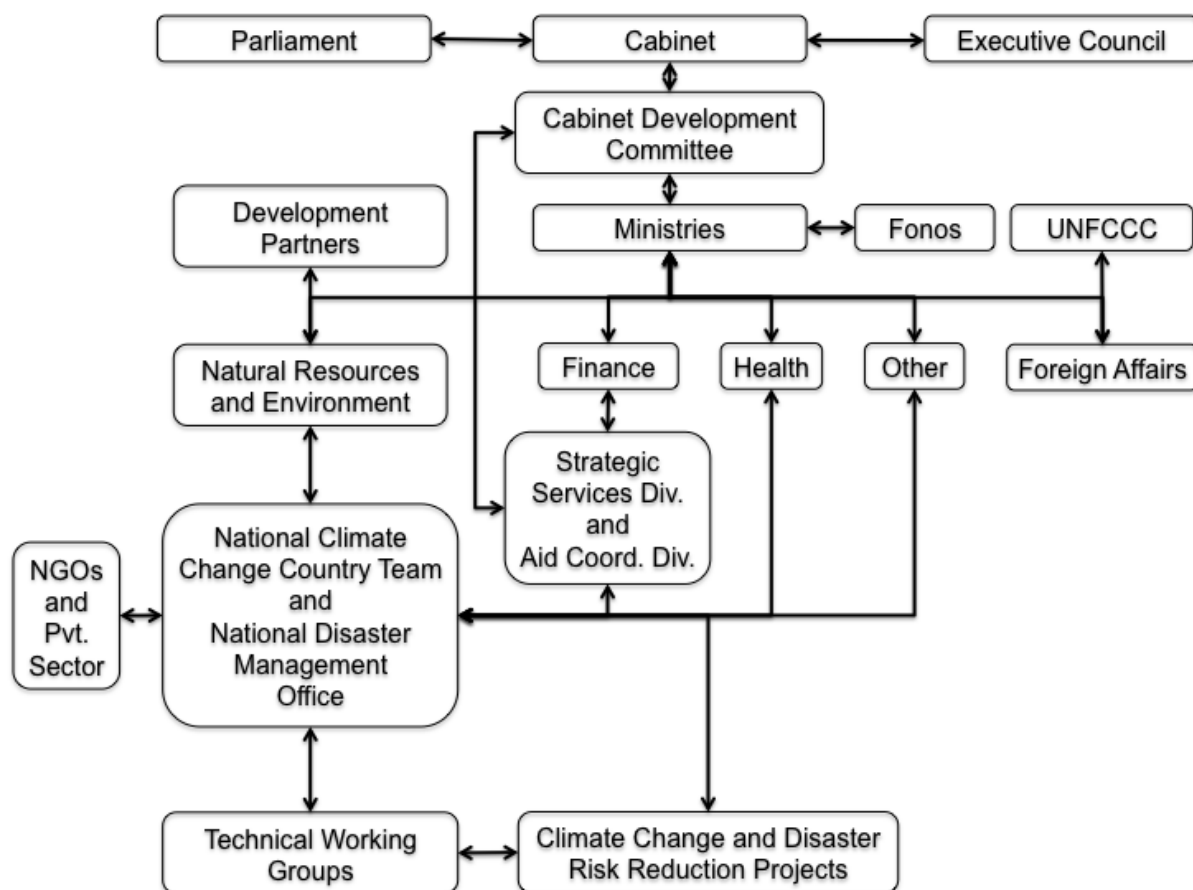 Parliament
Cabinet
Executive Council
Cabinet Development
Committee
Development
Partners
Ministries
Fonos
UNFCCC
Natural Resources
and Environment
Finance
Health
Other
Foreign Affairs
Strategic
Services Div.
and
Aid Coord. Div.
NGOs
and
Pvt.
Sector
National Climate
Change Country Team
and
National Disaster
Management
Office
Technical Working
Groups
Climate Change and Disaster
Risk Reduction Projects